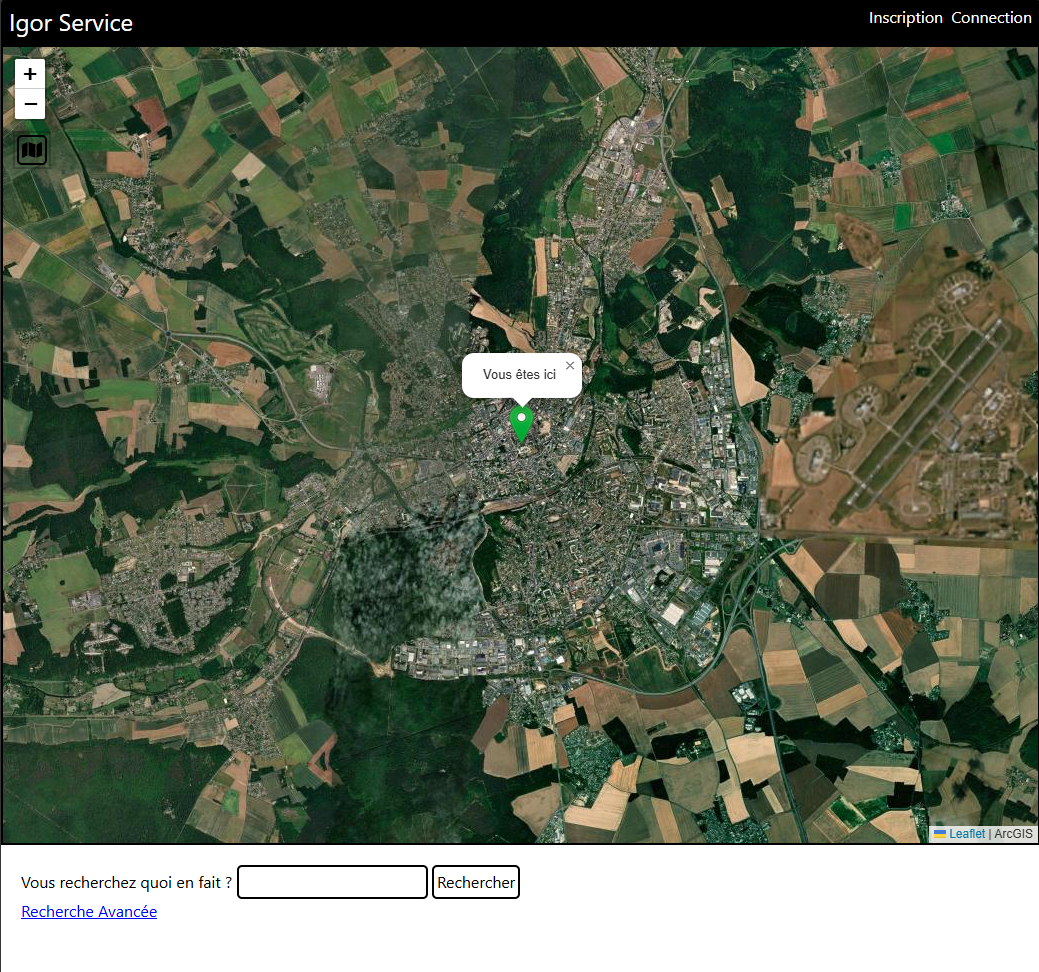 Igor Service
Inscription Connection
+
−
Vous êtes ici ×
Leaflet | ArcGIS
Vous recherchez quoi en fait ? Rechercher
Recherche Avancée